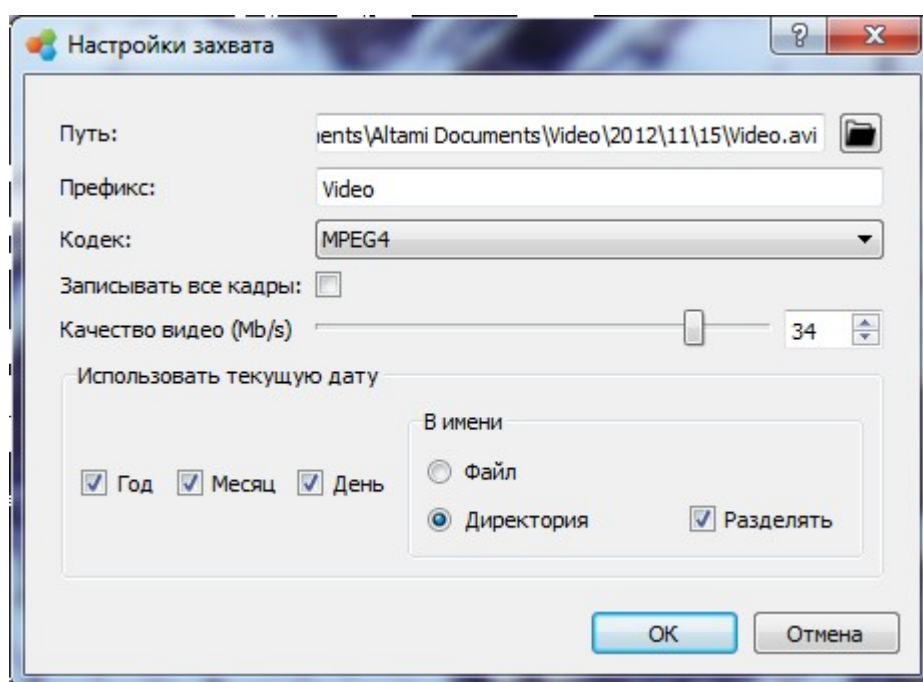 Настройки захвата
Путь: ients\Altami Documents\Video\2012\11\15\Video.avi
Префикс: Video
Кодек: MPEG4
Записывать все кадры:
Качество видео (Mb/s) 34
Использовать текущую дату
В имени
Файл
Год Месяц День
Директория Разделять
OK Отмена